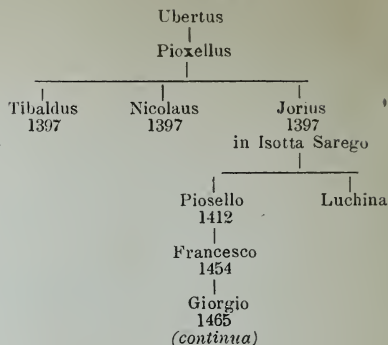 Ubertus
Pioxellus
Tibaldus Nicolaus Jorius
1397 1397 1397
in Isotta Sarego
Piosello Luchina
1412
Francesco
1454
Giorgio
1465
(continua)